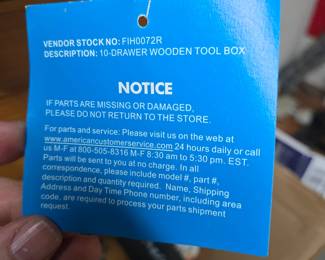 VENDOR STOCK NO: FIH0072R
DESCRIPTION: 10-DRAWER WOODEN TOOL BOX
NOTICE
IF PARTS ARE MISSING OR DAMAGED,
PLEASE DO NOT RETURN TO THE STORE.
For parts and service: Please visit us on the web at
www.americancustomerservice.com 24 hours daily or call
us M-F at 800-505-8316 M-F 8:30 am to 5:30 pm. EST.
Parts will be sent to you at no charge. In all
correspondence, please include model #, part #,
description and quantity required. Name, Shipping
Address and Day Time Phone number, including area
code, are required to process your parts shipment
request.